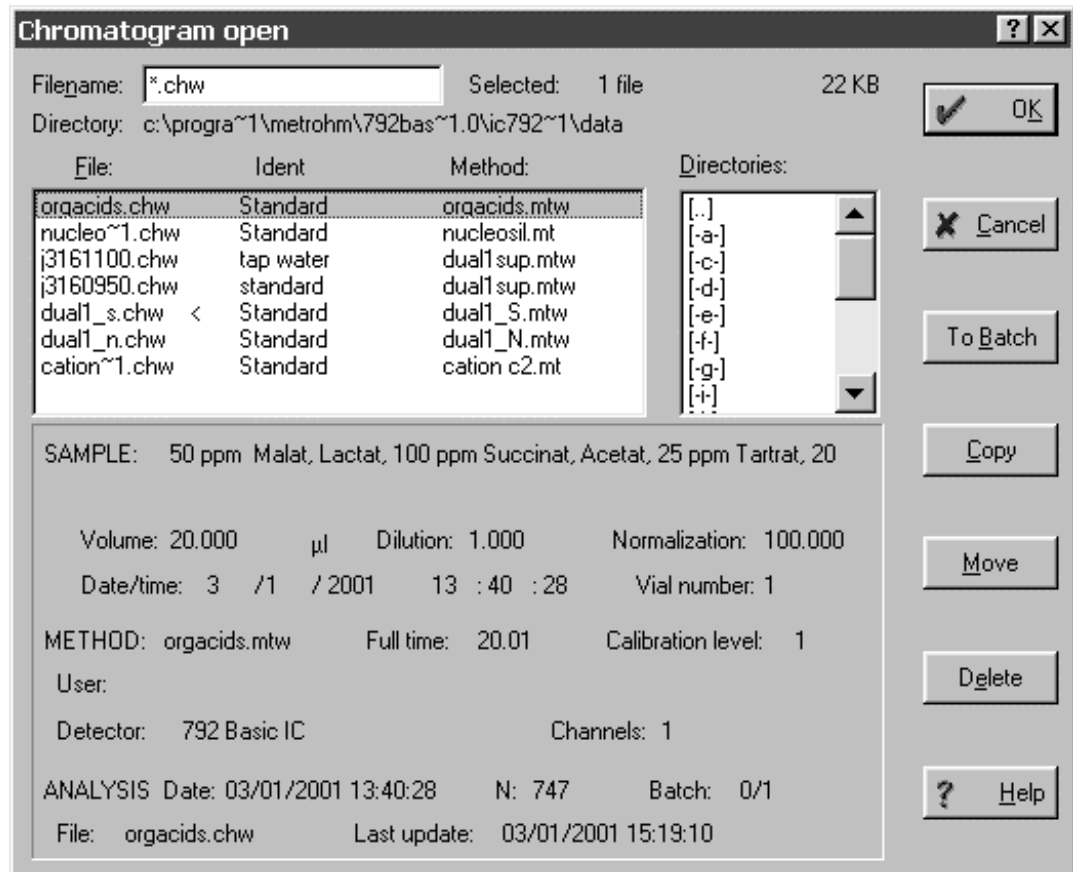 Chromatogram open
Filename: *.chw Selected: 1 file 22 KB
Directory: c:\progra~1\metrohm\792bas~1.0\ic792~1\data
File: Ident Method: Directories:
orgacids.chw Standard orgacids.mtw [..]
nucleo~1.chw Standard nucleosil.mt [-a-]
j3161100.chw tap water dual1sup.mtw [-c-]
j3160950.chw standard dual1sup.mtw [-d-]
dual1_s.chw < Standard dual1_S.mtw [-e-]
dual1_n.chw Standard dual1_N.mtw [-f-]
cation~1.chw Standard cation c2.mt [-g-]
[-i-]
SAMPLE: 50 ppm Malat, Lactat, 100 ppm Succinat, Acetat, 25 ppm Tartrat, 20
Volume: 20.000 µl Dilution: 1.000 Normalization: 100.000
Date/time: 3 /1 / 2001 13 : 40 : 28 Vial number: 1
METHOD: orgacids.mtw Full time: 20.01 Calibration level: 1
User:
Detector: 792 Basic IC Channels: 1
ANALYSIS Date: 03/01/2001 13:40:28 N: 747 Batch: 0/1
File: orgacids.chw Last update: 03/01/2001 15:19:10
OK
Cancel
To Batch
Copy
Move
Delete
? Help